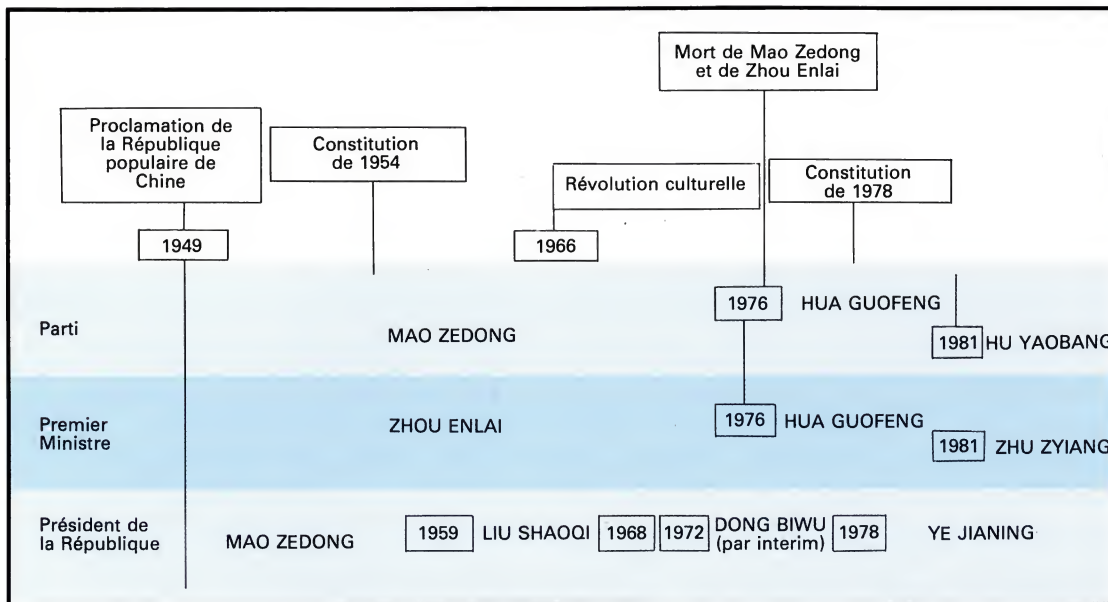 Mort de Mao Zedong
et de Zhou Enlai
Proclamation de
la République
populaire de
Chine
Constitution
de 1954
Révolution culturelle
Constitution
de 1978
1949
1966
Parti
MAO ZEDONG
1976
HUA GUOFENG
1981
HU YAOBANG
Premier
Ministre
ZHOU ENLAI
1976
HUA GUOFENG
1981
ZHU ZYIANG
Président de
la République
MAO ZEDONG
1959
LIU SHAOQI
1968
1972
DONG BIWU
(par interim)
1978
YE JIANING